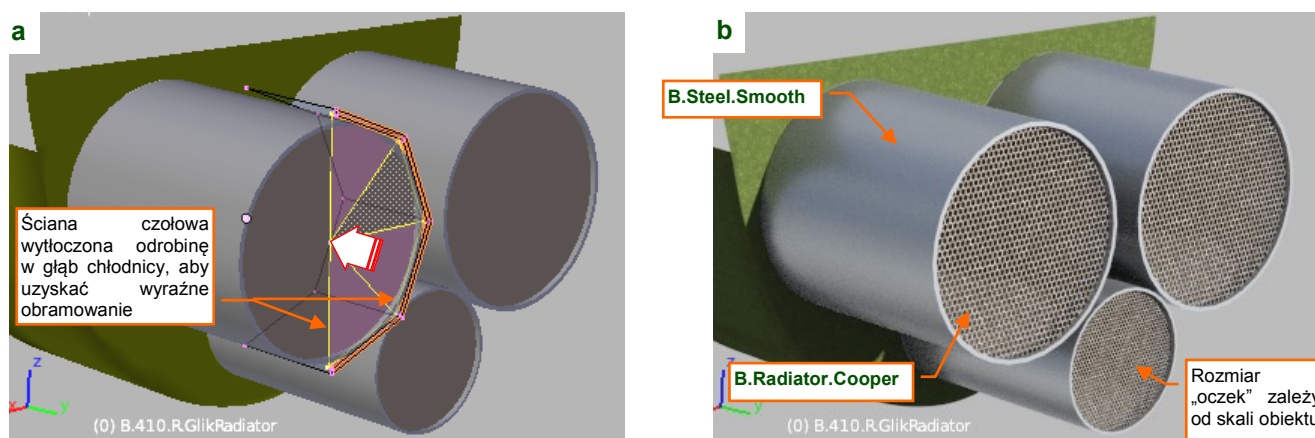 a
Ściana czołowa
wytłoczona odrobinę
w głąb chłodnicy, aby
uzyskać wyraźne
obramowanie
z
x
y
(0) B.410.R.GlikRadiator
b
B.Steel.Smooth
B.Radiator.Cooper
Rozmiar
„oczek” zależy
od skali obiektu
z
y
(0) B.410.R.GlikRadiator